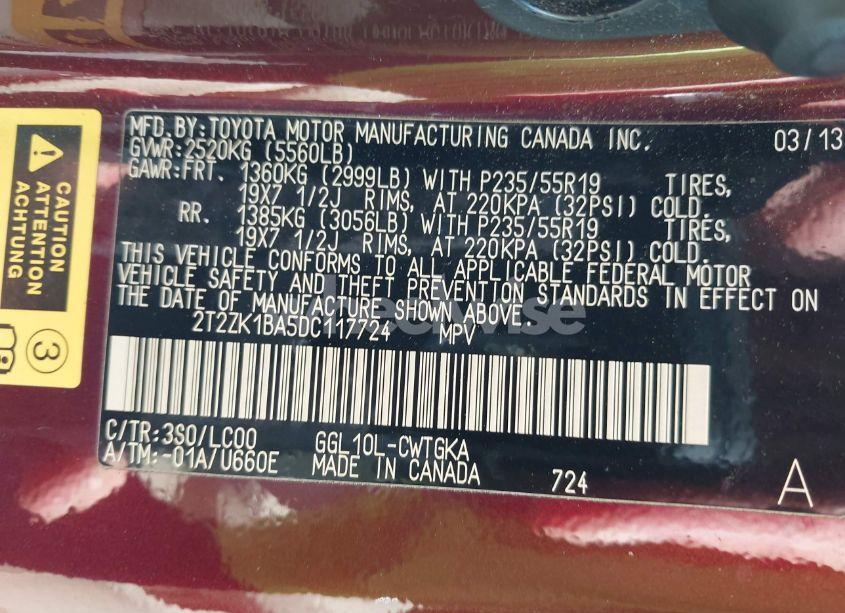 MFD.BY:TOYOTA MOTOR MANUFACTURING CANADA INC. 03/13
GVWR:2520KG (5560LB)
GAWR:FRT. 1360KG (2999LB) WITH P235/55R19 TIRES,
19X7 1/2J RIMS, AT 220KPA (32PSI) COLD.
RR. 1385KG (3056LB) WITH P235/55R19 TIRES,
19X7 1/2J RIMS, AT 220KPA (32PSI) COLD.
THIS VEHICLE CONFORMS TO ALL APPLICABLE FEDERAL MOTOR
VEHICLE SAFETY AND THEFT PREVENTION STANDARDS IN EFFECT ON
THE DATE OF MANUFACTURE SHOWN ABOVE.
2T2ZK1BA5DC117724 MPV
C/TR:3S0/LC00 GGL10L-CWTGKA
A/TM:-01A/U660E MADE IN CANADA 724 A
ACHTUNG
3